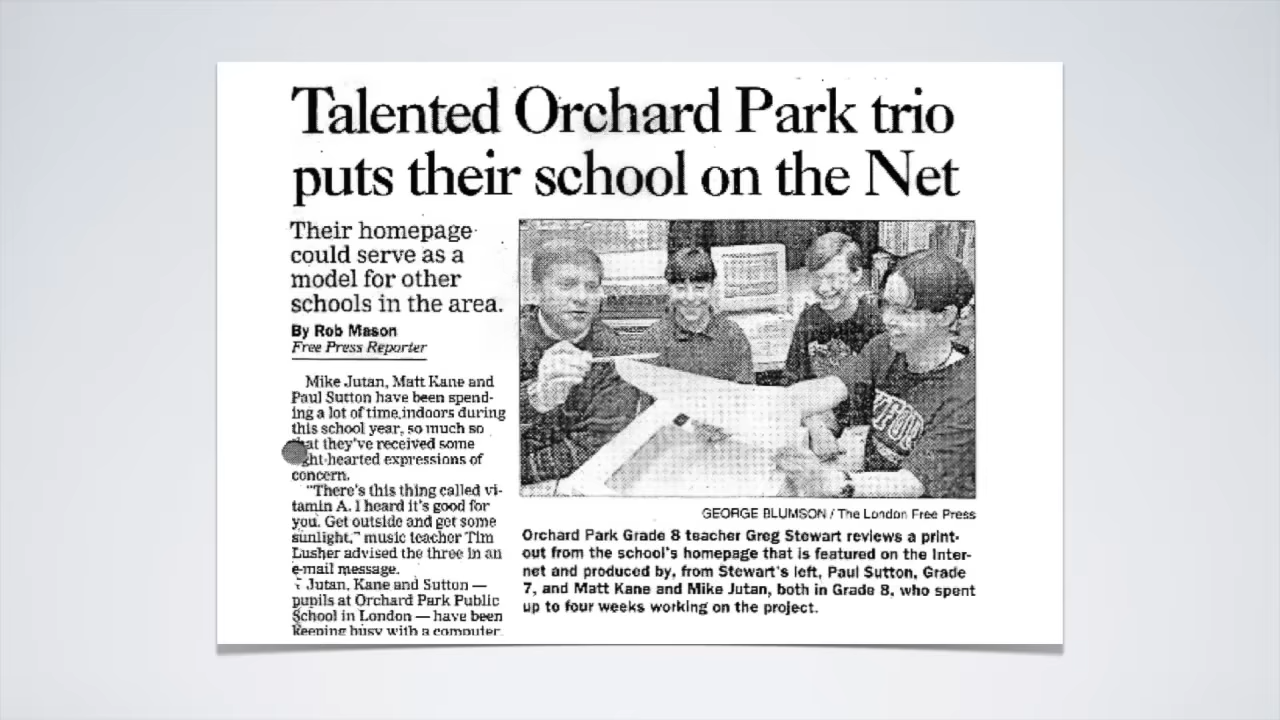 Talented Orchard Park trio
puts their school on the Net
Their homepage
could serve as a
model for other
schools in the area.
By Rob Mason
Free Press Reporter
Mike Jutan, Matt Kane and
Paul Sutton have been spend-
ing a lot of time indoors during
this school year, so much so
they've received some
hearted expressions of
concern.
"There's this thing called vi-
tamin A. I heard it's good for
you. Get outside and get some
sunlight," music teacher Tim
Lusher advised the three in an
e-mail message.
Jutan, Kane and Sutton —
pupils at Orchard Park Public
School in London — have been
keeping busy with a computer.
GEORGE BLUMSON / The London Free Press
Orchard Park Grade 8 teacher Greg Stewart reviews a print-
out from the school's homepage that is featured on the Inter-
net and produced by, from Stewart's left, Paul Sutton, Grade
7, and Matt Kane and Mike Jutan, both in Grade 8, who spent
up to four weeks working on the project.